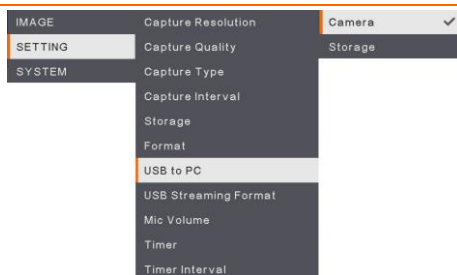 IMAGE
SETTING
SYSTEM
Capture Resolution
Capture Quality
Capture Type
Capture Interval
Storage
Format
USB to PC
USB Streaming Format
Mic Volume
Timer
Timer Interval
Camera
Storage